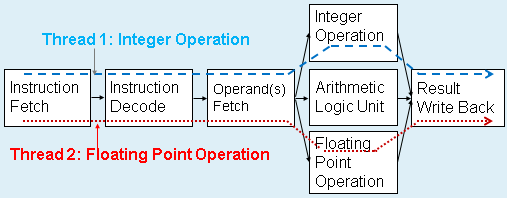 Thread 1: Integer Operation
Integer
Operation
Instruction
Fetch
Instruction
Decode
Operand(s)
Fetch
Arithmetic
Logic Unit
Result
Write Back
Floating
Point
Operation
Thread 2: Floating Point Operation